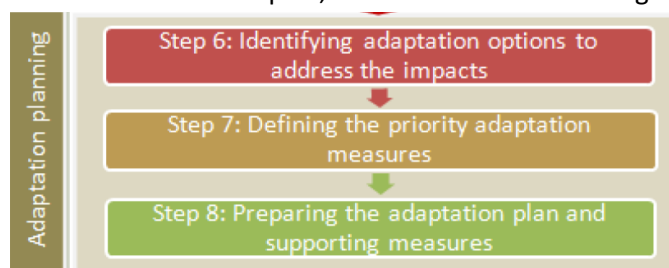 Adaptation planning
Step 6: Identifying adaptation options to
address the impacts
Step 7: Defining the priority adaptation
measures
Step 8: Preparing the adaptation plan and
supporting measures